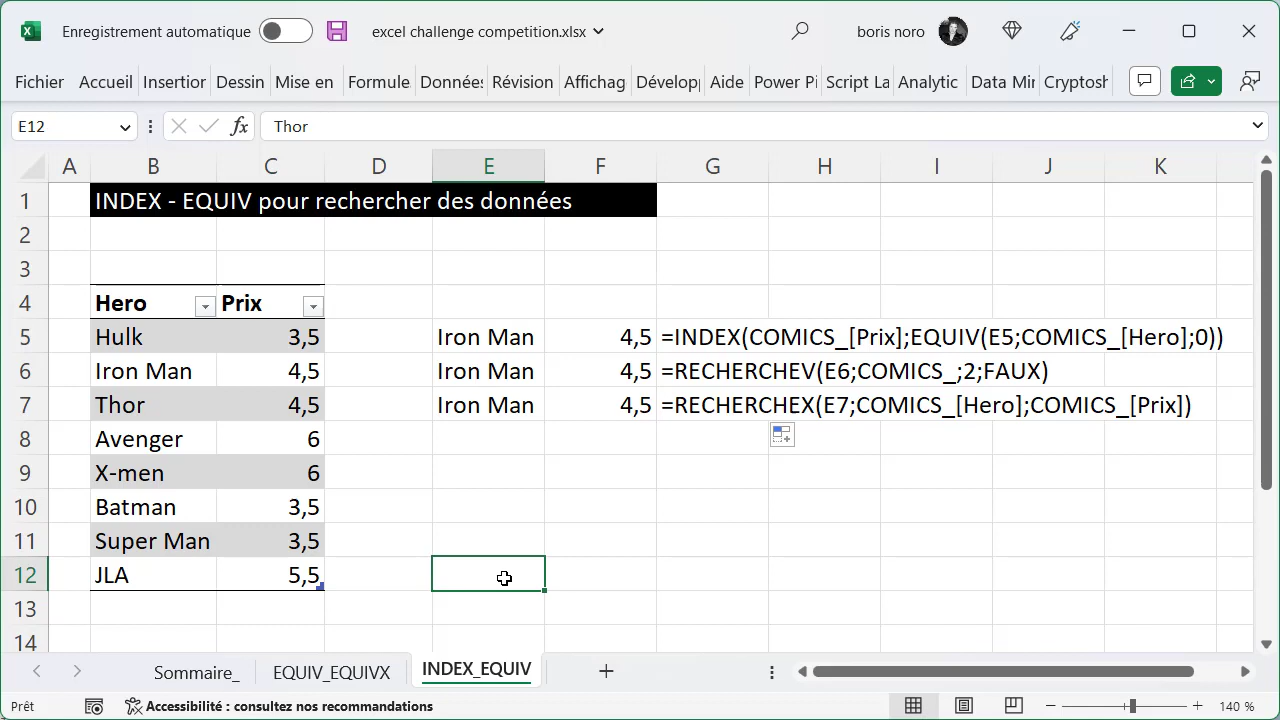 Enregistrement automatique excel challenge competition.xlsx boris noro
Fichier Accueil Insertior Dessin Mise en Formule Données Révision Affichag Dévelop Aide Power Pi Script La Analytic Data Mir Cryptosh
E12 fx Thor
A B C D E F G H I J K
1 INDEX - EQUIV pour rechercher des données
2
3
4 Hero Prix
5 Hulk 3,5 Iron Man 4,5 =INDEX(COMICS_[Prix];EQUIV(E5;COMICS_[Hero];0))
6 Iron Man 4,5 Iron Man 4,5 =RECHERCHEV(E6;COMICS_;2;FAUX)
7 Thor 4,5 Iron Man 4,5 =RECHERCHEX(E7;COMICS_[Hero];COMICS_[Prix])
8 Avenger 6
9 X-men 6
10 Batman 3,5
11 Super Man 3,5
12 JLA 5,5
13
14
Sommaire_ EQUIV_EQUIVX INDEX_EQUIV
Prêt Accessibilité : consultez nos recommandations 140 %